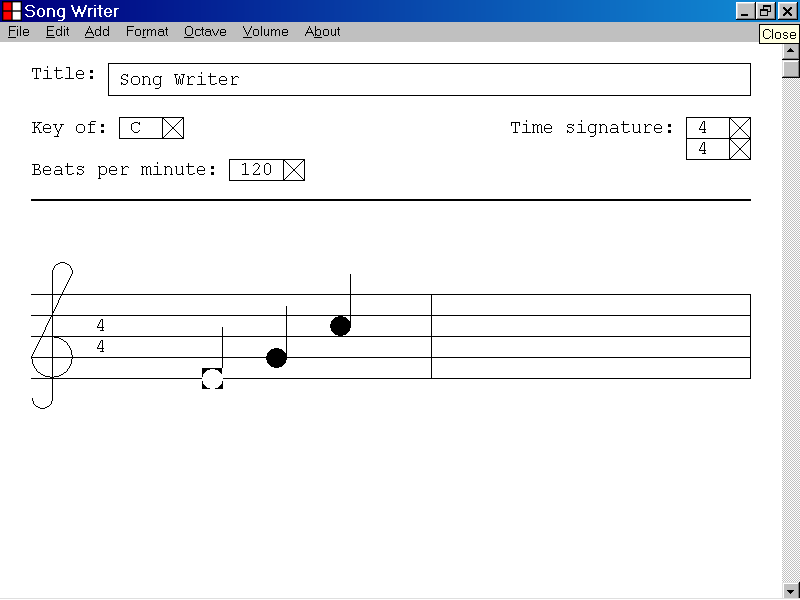 Song Writer
File Edit Add Format Octave Volume About
Close
Title: Song Writer
Key of: C
Time signature: 4
4
Beats per minute: 120
4
4